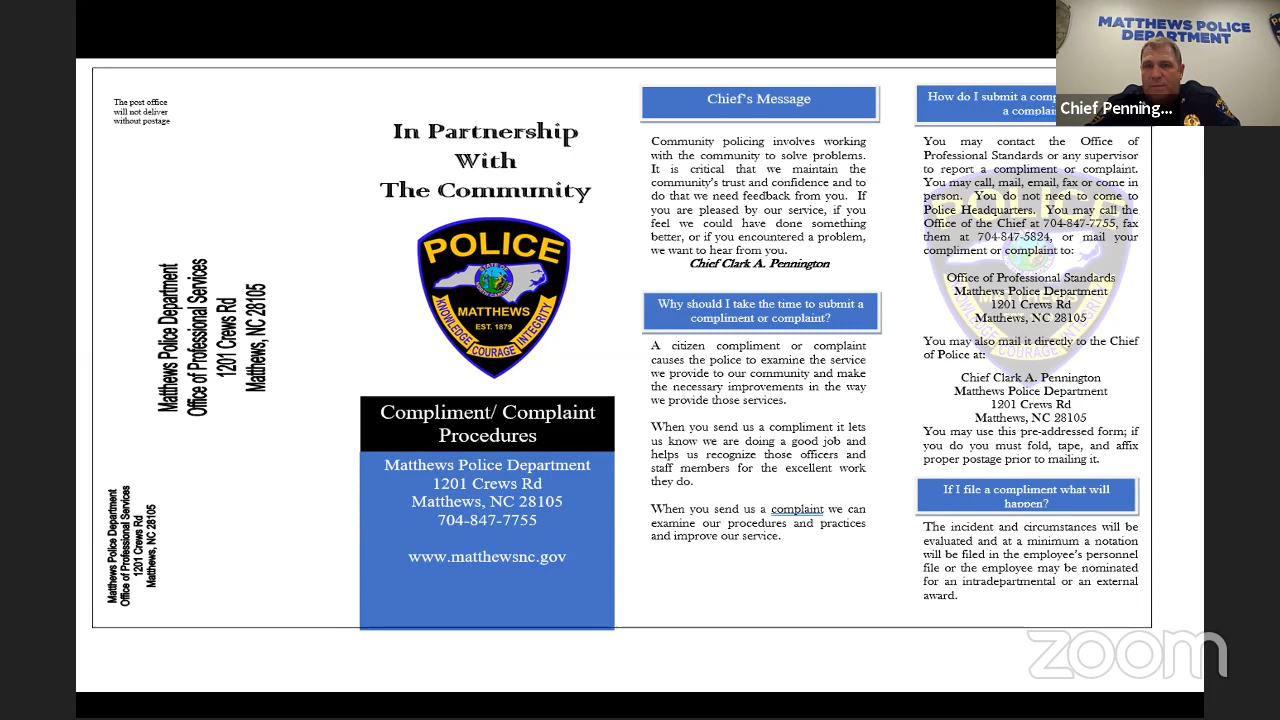 MATTHEWS POLICE
DEPARTMENT
Chief Penning...
The post office
will not deliver
without postage
Matthews Police Department
Office of Professional Services
1201 Crews Rd
Matthews, NC 28105
Matthews Police Department
Office of Professional Services
1201 Crews Rd
Matthews, NC 28105
In Partnership
With
The Community
POLICE
STATE OF
NORTH CAROLINA
MATTHEWS
EST. 1879
KNOWLEDGE
COURAGE
INTEGRITY
Compliment/ Complaint
Procedures
Matthews Police Department
1201 Crews Rd
Matthews, NC 28105
704-847-7755
www.matthewsnc.gov
Chief's Message
Community policing involves working
with the community to solve problems.
It is critical that we maintain the
community's trust and confidence and to
do that we need feedback from you. If
you are pleased by our service, if you
feel we could have done something
better, or if you encountered a problem,
we want to hear from you.
Chief Clark A. Pennington
Why should I take the time to submit a
compliment or complaint?
A citizen compliment or complaint
causes the police to examine the service
we provide to our community and make
the necessary improvements in the way
we provide those services.
When you send us a compliment it lets
us know we are doing a good job and
helps us recognize those officers and
staff members for the excellent work
they do.
When you send us a complaint we can
examine our procedures and practices
and improve our service.
How do I submit a
a
You may contact the Office of
Professional Standards or any supervisor
to report a compliment or complaint.
You may call, mail, email, fax or come in
person. You not need to come to
Police Headquarters. You may call the
Office of the Chief at 704-847-7755, fax
them at 704-847-5824, or mail your
compliment or complaint to:
Office of Professional Standards
Matthews Police Department
1201 Crews Rd
Matthews, NC 28105
You may also mail it directly to the Chief
of Police at:
Chief Clark A. Pennington
Matthews Police Department
1201 Crews Rd
Matthews, NC 28105
You may use this pre-addressed form; if
you do you must fold, tape, and affix
proper postage prior to mailing it.
If I file a compliment what will
happen?
The incident and circumstances will be
evaluated and at a minimum a notation
will be filed in the employee's personnel
file or the employee may be nominated
for an intradepartmental or an external
award.
zoom